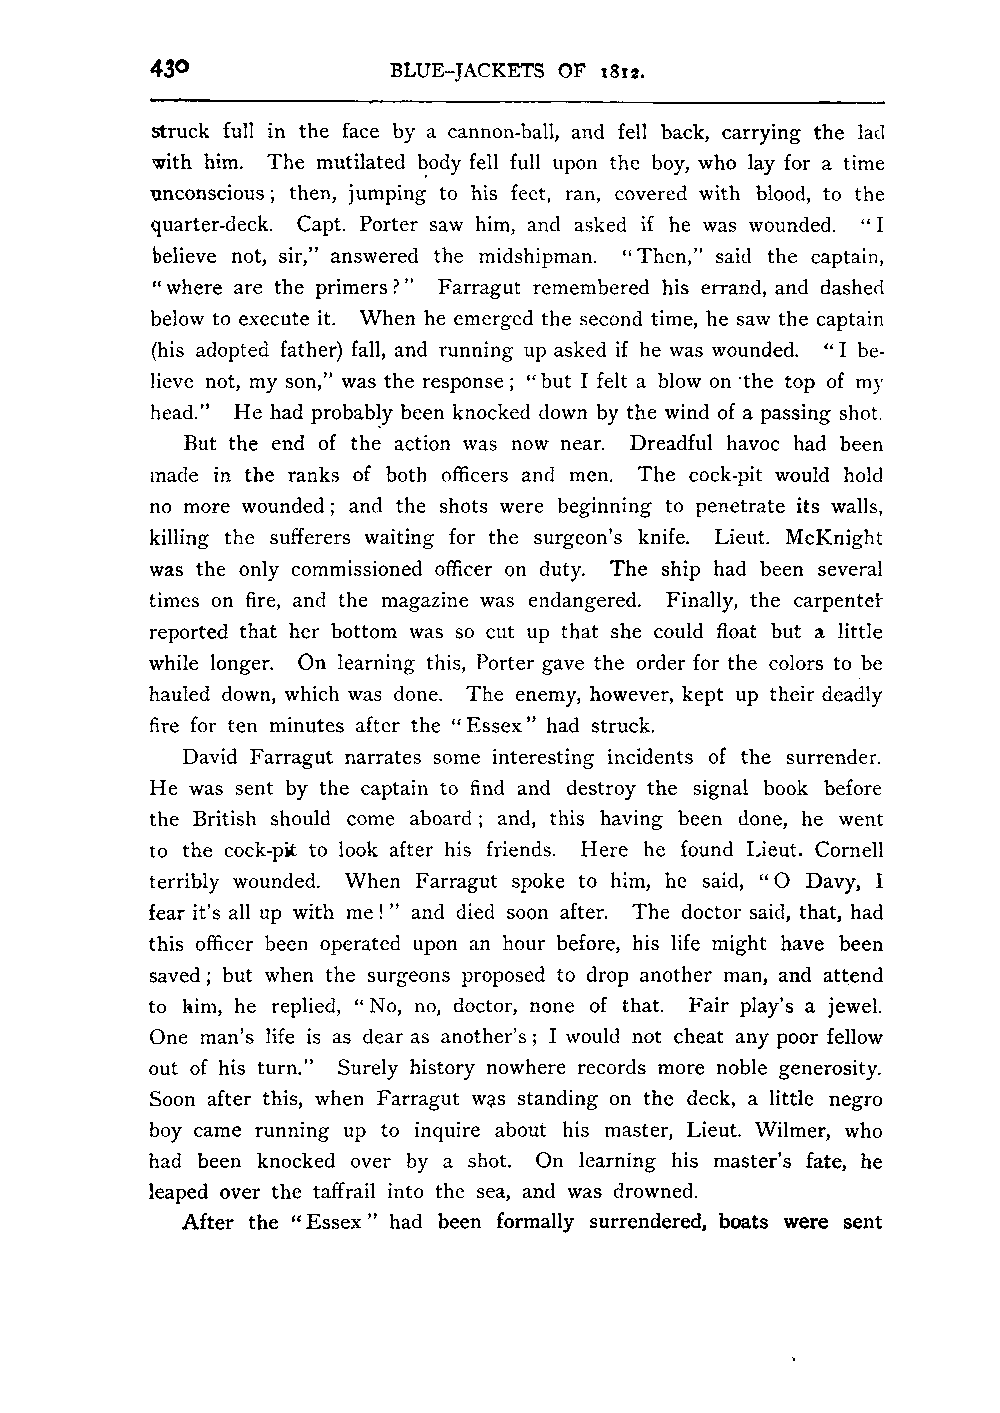 430 BLUE-JACKETS OF 1812.
struck full in the face by a cannon-ball, and fell back, carrying the lad
with him. The mutilated body fell full upon the boy, who lay for a time
unconscious; then, jumping to his feet, ran, covered with blood, to the
quarter-deck. Capt. Porter saw him, and asked if he was wounded. "I
believe not, sir," answered the midshipman. "Then," said the captain,
"where are the primers?" Farragut remembered his errand, and dashed
below to execute it. When he emerged the second time, he saw the captain
(his adopted father) fall, and running up asked if he was wounded. "I be-
lieve not, my son," was the response; "but I felt a blow on the top of my
head." He had probably been knocked down by the wind of a passing shot.
But the end of the action was now near. Dreadful havoc had been
made in the ranks of both officers and men. The cock-pit would hold
no more wounded; and the shots were beginning to penetrate its walls,
killing the sufferers waiting for the surgeon's knife. Lieut. McKnight
was the only commissioned officer on duty. The ship had been several
times on fire, and the magazine was endangered. Finally, the carpenter
reported that her bottom was so cut up that she could float but a little
while longer. On learning this, Porter gave the order for the colors to be
hauled down, which was done. The enemy, however, kept up their deadly
fire for ten minutes after the "Essex" had struck.
David Farragut narrates some interesting incidents of the surrender.
He was sent by the captain to find and destroy the signal book before
the British should come aboard; and, this having been done, he went
to the cock-pit to look after his friends. Here he found Lieut. Cornell
terribly wounded. When Farragut spoke to him, he said, "O Davy, I
fear it's all up with me!" and died soon after. The doctor said, that, had
this officer been operated upon an hour before, his life might have been
saved; but when the surgeons proposed to drop another man, and attend
to him, he replied, "No, no, doctor, none of that. Fair play's a jewel.
One man's life is as dear as another's; I would not cheat any poor fellow
out of his turn." Surely history nowhere records more noble generosity.
Soon after this, when Farragut was standing on the deck, a little negro
boy came running up to inquire about his master, Lieut. Wilmer, who
had been knocked over by a shot. On learning his master's fate, he
leaped over the taffrail into the sea, and was drowned.
After the "Essex" had been formally surrendered, boats were sent